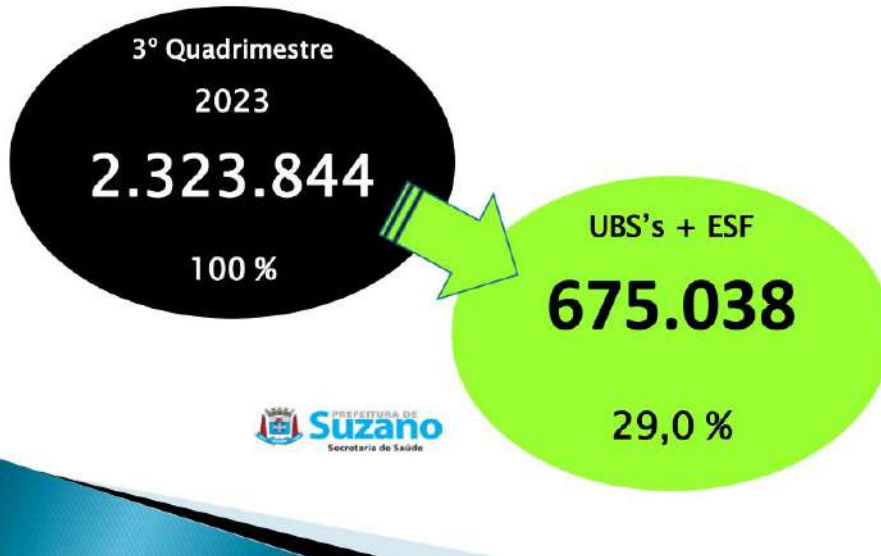 3º Quadrimestre
2023
2.323.844
100 %
UBS's + ESF
675.038
29,0 %
PREFEITURA DE
Suzano
Secretaria de Saúde